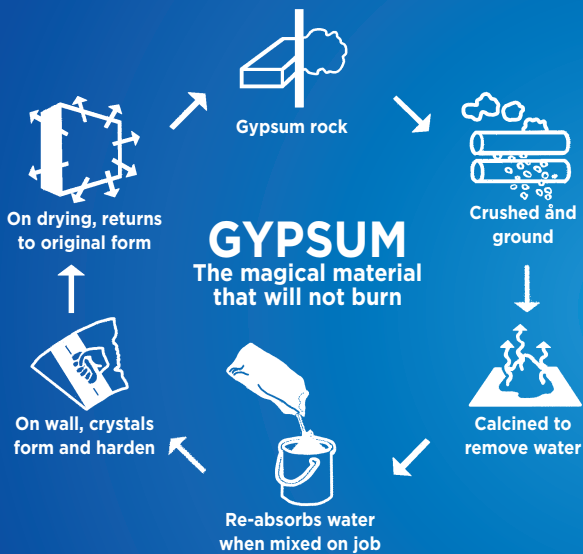 Gypsum rock
Crushed ånd
ground
Calcined to
remove water
Re-absorbs water
when mixed on job
On wall, crystals
form and harden
On drying, returns
to original form
GYPSUM
The magical material
that will not burn